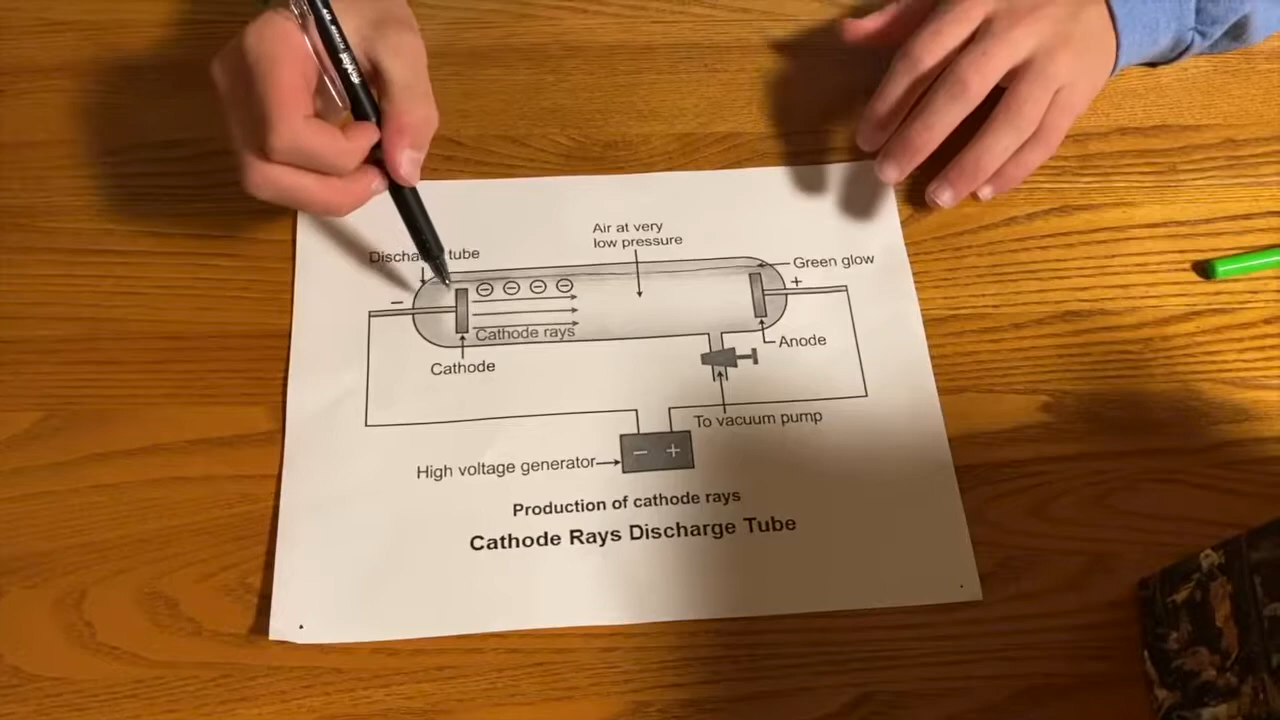 Air at very
low pressure
tube
Green glow
−
+
Cathode rays
Anode
Cathode
To vacuum pump
− +
High voltage generator
Production of cathode rays
Cathode Rays Discharge Tube